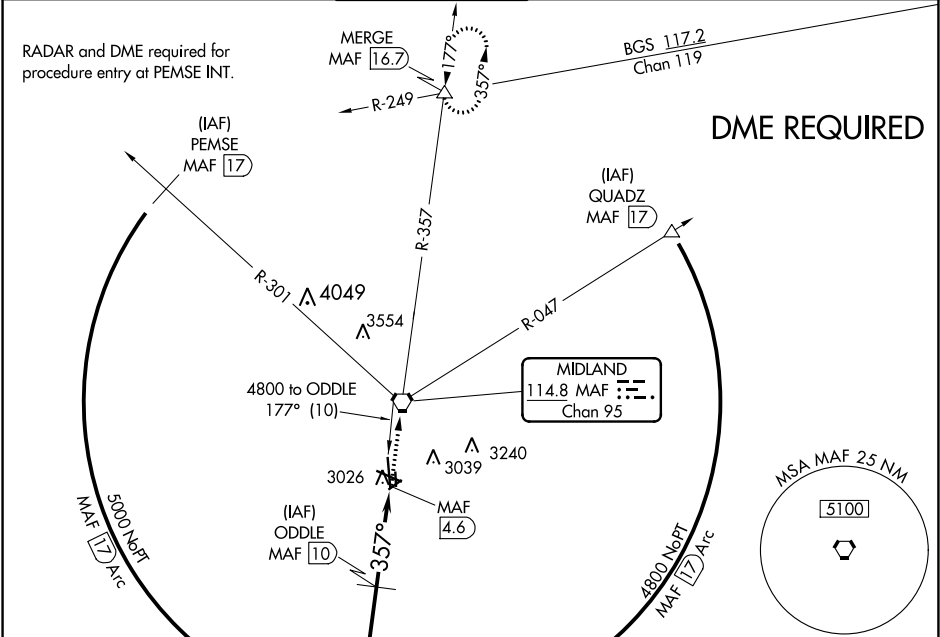 RADAR and DME required for
procedure entry at PEMSE INT.
MERGE
MAF 16.7
177°
357°
BGS 117.2
Chan 119
R-249
DME REQUIRED
(IAF)
PEMSE
MAF 17
(IAF)
QUADZ
MAF 17
R-357
R-301
4049
3554
R-047
4800 to ODDLE
177° (10)
MIDLAND
114.8 MAF
Chan 95
3026
3039
3240
MAF
4.6
(IAF)
ODDLE
MAF 10
357°
5000 NoPT
MAF 17 Arc
4800 NoPT
MAF 17 Arc
MSA MAF 25 NM
5100